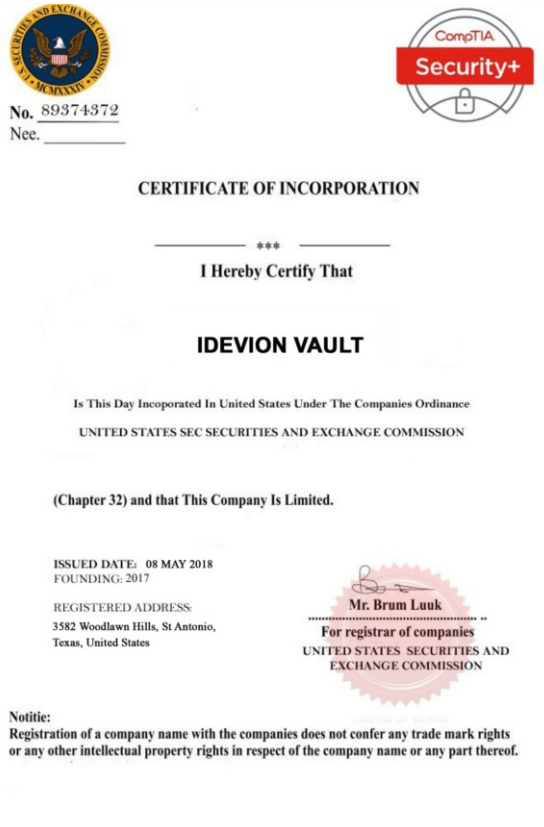 U.S. SECURITIES AND EXCHANGE COMMISSION
MCMXXXIV
CompTIA
Security+
No. 89374372
Nee.
CERTIFICATE OF INCORPORATION
***
I Hereby Certify That
IDEVION VAULT
Is This Day Incoporated In United States Under The Companies Ordinance
UNITED STATES SEC SECURITIES AND EXCHANGE COMMISSION
(Chapter 32) and that This Company Is Limited.
ISSUED DATE: 08 MAY 2018
FOUNDING: 2017
REGISTERED ADDRESS:
3582 Woodlawn Hills, St Antonio,
Texas, United States
Mr. Brum Luuk
For registrar of companies
UNITED STATES SECURITIES AND
EXCHANGE COMMISSION
Notitie:
Registration of a company name with the companies does not confer any trade mark rights
or any other intellectual property rights in respect of the company name or any part thereof.